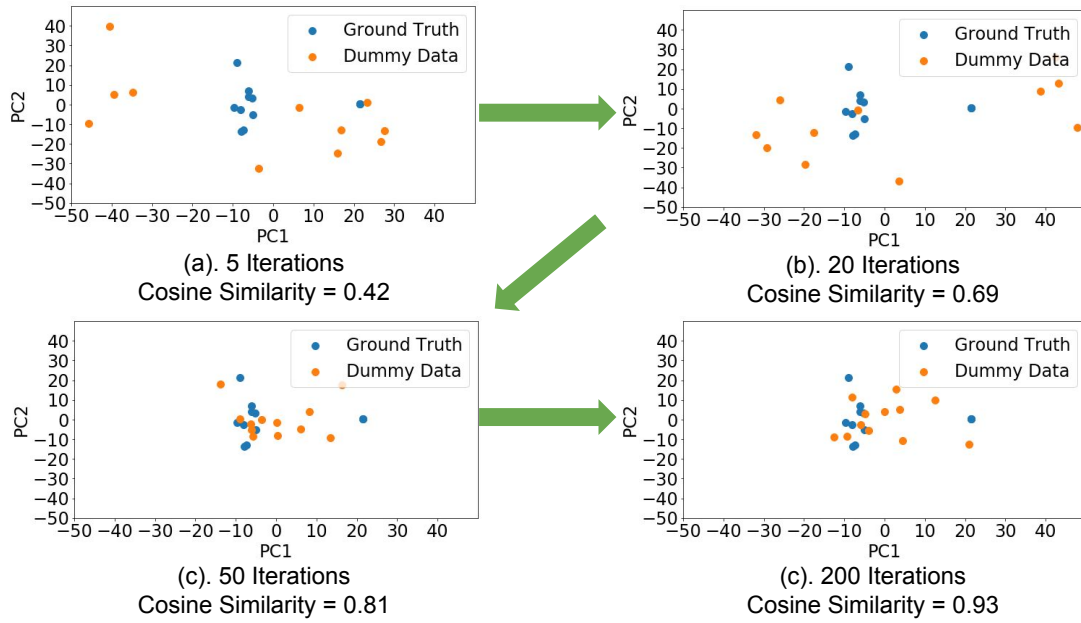 40
30
20
10
0
−10
−20
−30
−40
−50
PC2
Ground Truth
Dummy Data
−50 −40 −30 −20 −10 0 10 20 30 40
PC1
(a). 5 Iterations
Cosine Similarity = 0.42
40
30
20
10
0
−10
−20
−30
−40
−50
PC2
Ground Truth
Dummy Data
−50 −40 −30 −20 −10 0 10 20 30 40
PC1
(b). 20 Iterations
Cosine Similarity = 0.69
40
30
20
10
0
−10
−20
−30
−40
−50
PC2
Ground Truth
Dummy Data
−50 −40 −30 −20 −10 0 10 20 30 40
PC1
(c). 50 Iterations
Cosine Similarity = 0.81
40
30
20
10
0
−10
−20
−30
−40
−50
PC2
Ground Truth
Dummy Data
−50 −40 −30 −20 −10 0 10 20 30 40
PC1
(c). 200 Iterations
Cosine Similarity = 0.93